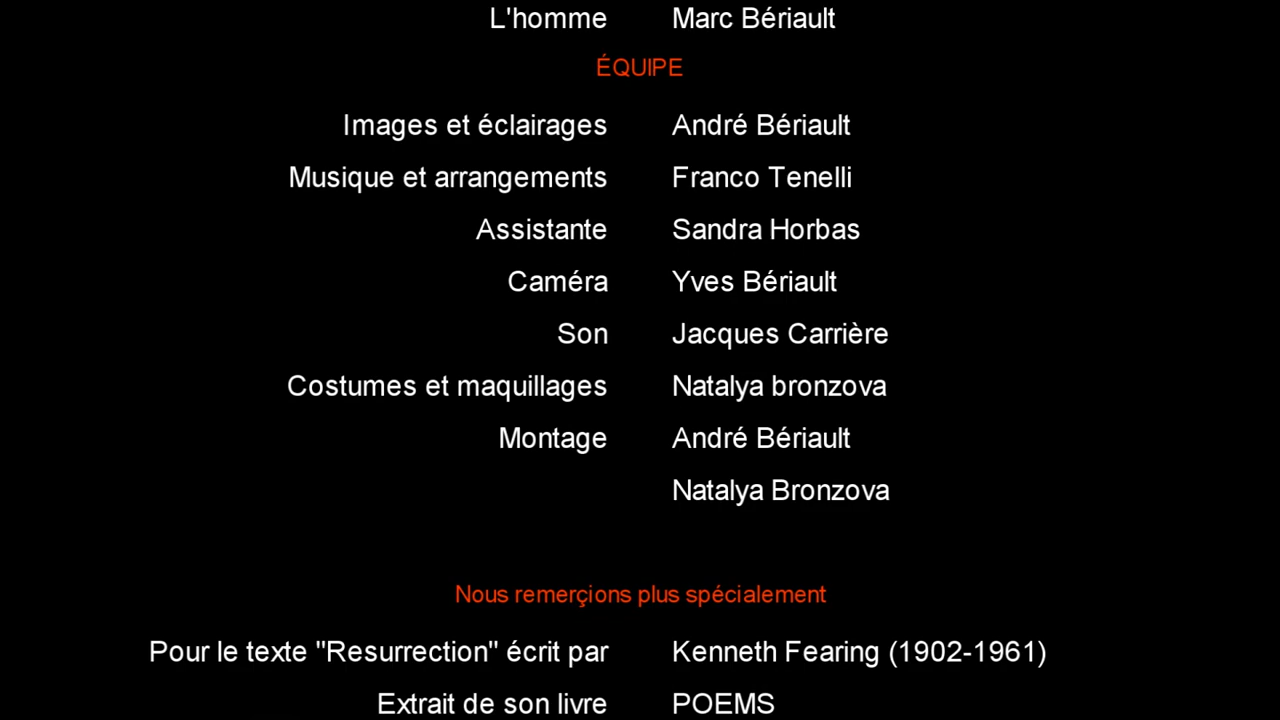 L'homme Marc Bériault
ÉQUIPE
Images et éclairages André Bériault
Musique et arrangements Franco Tenelli
Assistante Sandra Horbas
Caméra Yves Bériault
Son Jacques Carrière
Costumes et maquillages Natalya bronzova
Montage André Bériault
Natalya Bronzova
Nous remerçions plus spécialement
Pour le texte "Resurrection" écrit par Kenneth Fearing (1902-1961)
Extrait de son livre POEMS